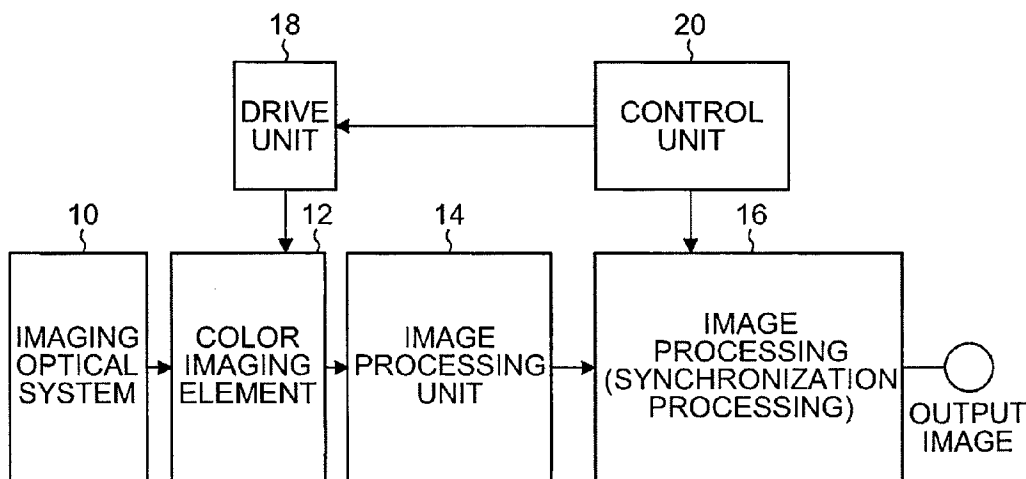 18
20
DRIVE
UNIT
CONTROL
UNIT
10
12
14
16
IMAGING
OPTICAL
SYSTEM
COLOR
IMAGING
ELEMENT
IMAGE
PROCESSING
UNIT
IMAGE
PROCESSING
(SYNCHRONIZATION
PROCESSING)
OUTPUT
IMAGE